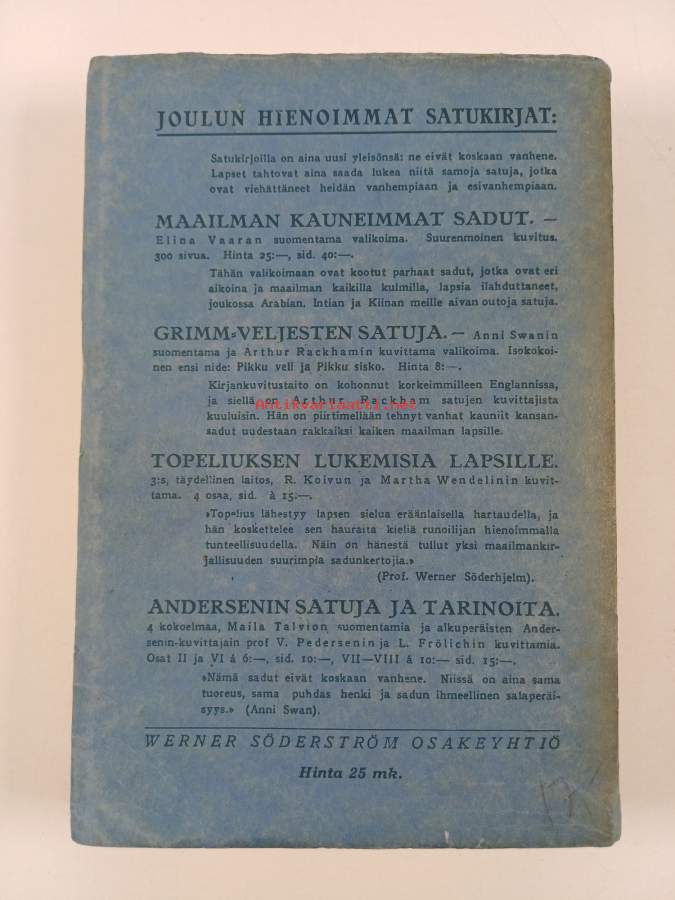 JOULUN HIENOIMMAT SATUKIRJAT:
Satukirjoilla on aina uusi yleisönsä: ne eivät koskaan vanhene.
Lapset tahtovat aina saada lukea niitä samoja satuja, jotka
ovat viehättäneet heidän vanhempiaan ja esivanhempiaan.
MAAILMAN KAUNEIMMAT SADUT. —
Elina Vaaran suomentama valikoima. Suurenmoinen kuvitus.
300 sivua. Hinta 25:—, sid. 40:—.
Tähän valikoimaan ovat kootut parhaat sadut, jotka ovat eri
aikoina ja maailman kaikilla kulmilla, lapsia ilahduttaneet,
joukossa Arabian, Intian ja Kiinan meille aivan outoja satuja.
GRIMM=VELJESTEN SATUJA. — Anni Swanin
suomentama ja Arthur Rackhamin kuvittama valikoima. Isokokoi-
nen ensi nide: Pikku veli ja Pikku sisko. Hinta 8:—.
Kirjankuvitustaito on kohonnut korkeimmilleen Englannissa,
ja siellä on Arthur Rackham satujen kuvittajista
kuuluisin. Hän on piirtimellään tehnyt vanhat kauniit kansan-
sadut uudestaan rakkaiksi kaiken maailman lapsille.
Antikvariaatti.net
TOPELIUKSEN LUKEMISIA LAPSILLE.
3:s, täydellinen laitos, R. Koivun ja Martha Wendelinin kuvit-
tama. 4 osaa, sid. à 15:—.
»Topelius lähestyy lapsen sielua eräänlaisella hartaudella, ja
hän koskettelee sen hauraita kieliä runoilijan hienoimmalla
tunteellisuudella. Näin on hänestä tullut yksi maailmankir-
jallisuuden suurimpia sadunkertojia.»
(Prof. Werner Söderhjelm).
ANDERSENIN SATUJA JA TARINOITA.
4 kokoelmaa, Maila Talvion suomentamia ja alkuperäisten Ander-
senin-kuvittajain prof V. Pedersenin ja L. Frölichin kuvittamia.
Osat II ja VI á 6:—, sid. 10:—, VII—VIII á 10:— sid. 15:—.
»Nämä sadut eivät koskaan vanhene. Niissä on aina sama
tuoreus, sama puhdas henki ja sadun ihmeellinen salaperäi-
syys.» (Anni Swan).
WERNER SÖDERSTRÖM OSAKEYHTIÖ
Hinta 25 mk.